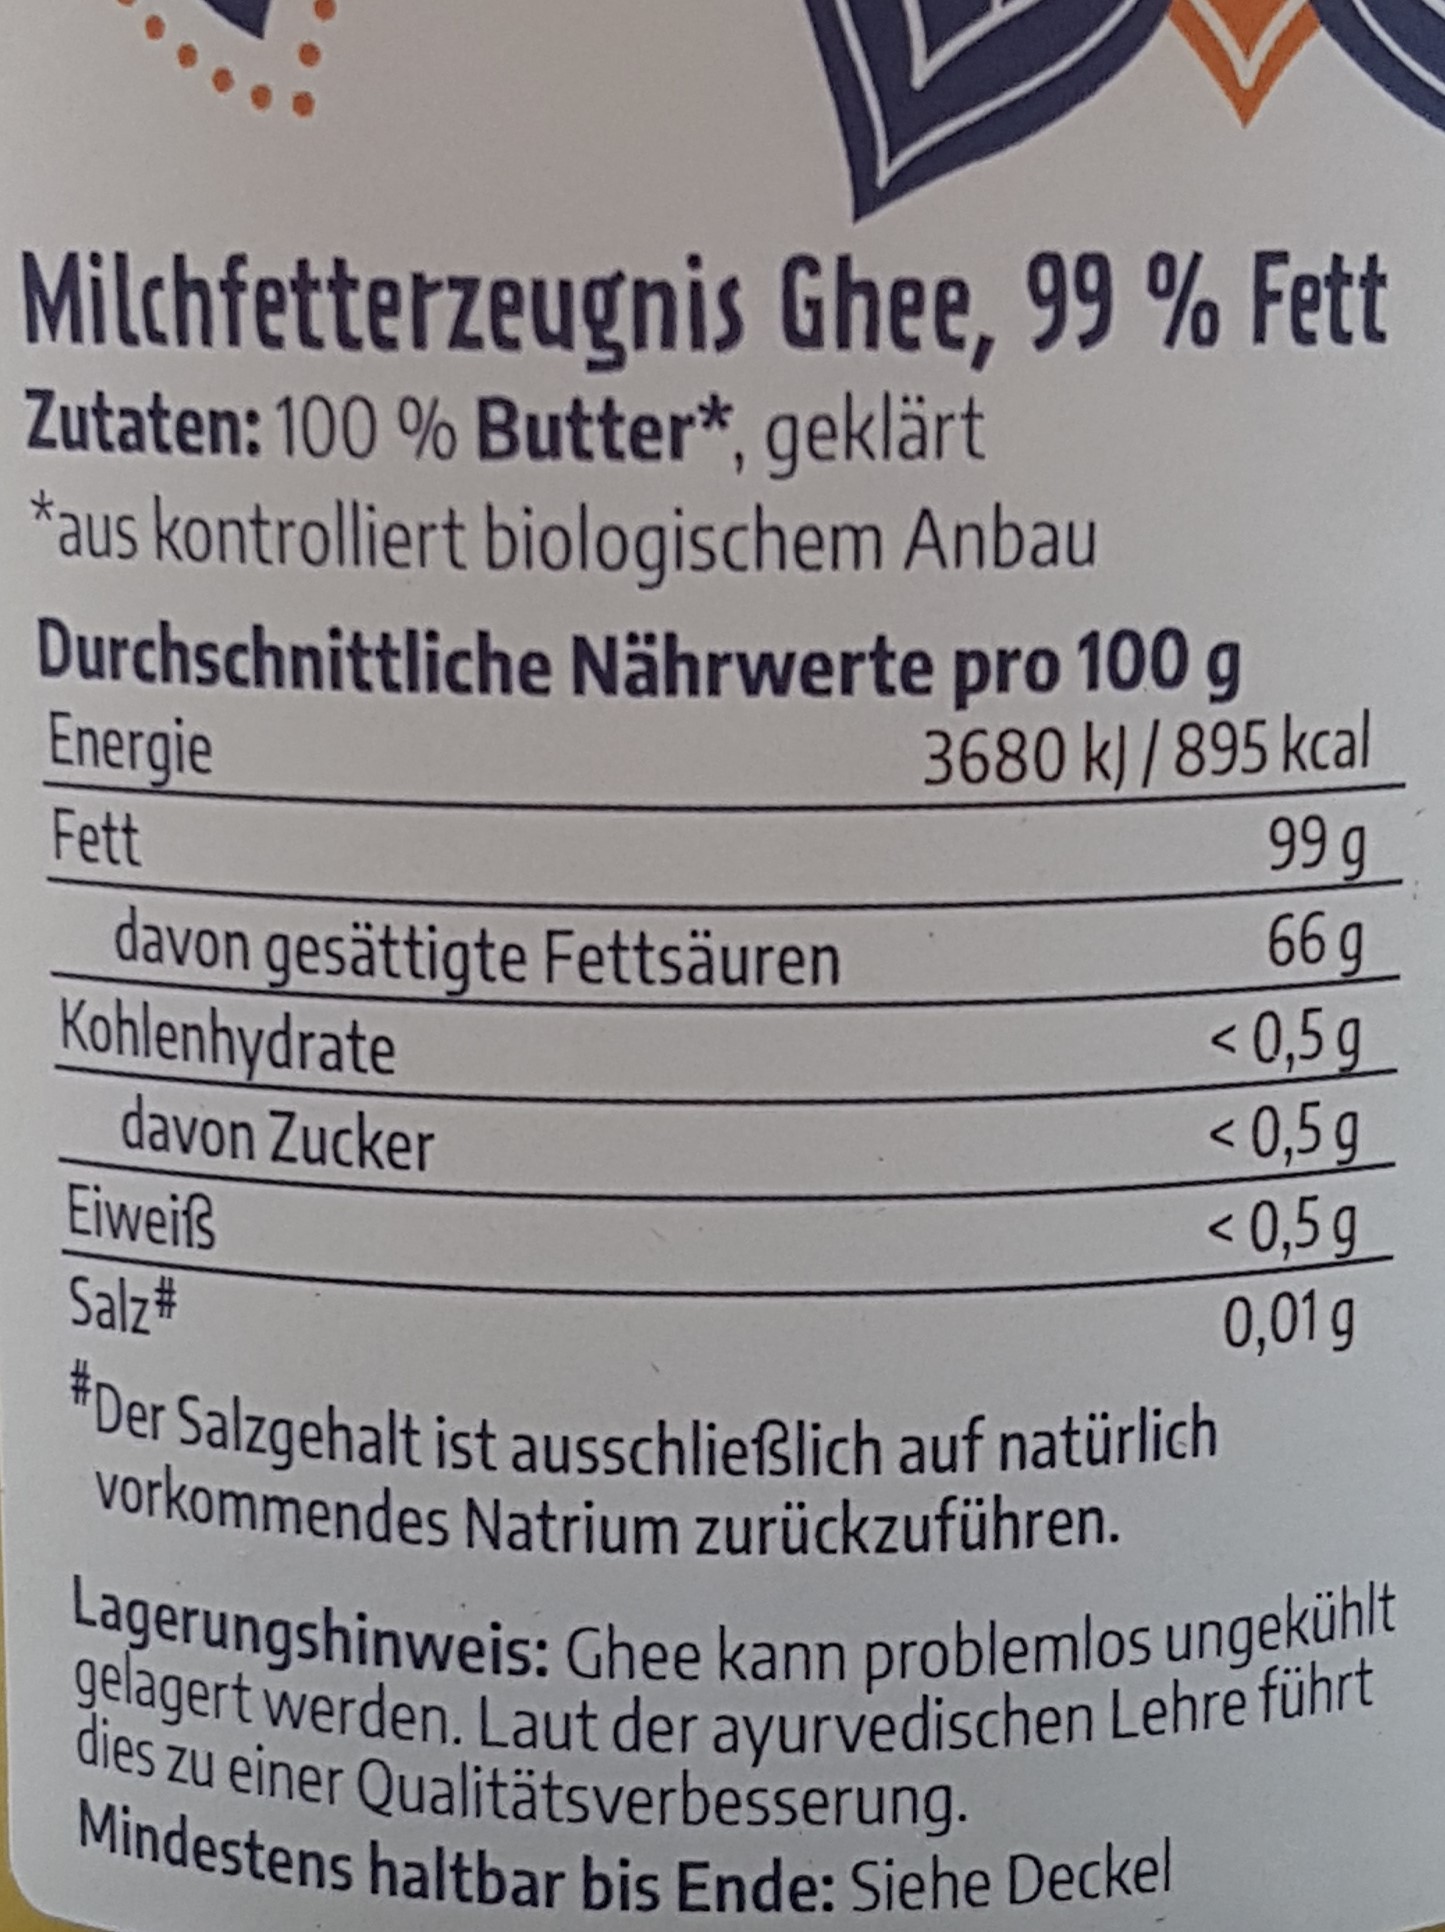 Milchfetterzeugnis Ghee, 99 % Fett
Zutaten: 100 % Butter*, geklärt
*aus kontrolliert biologischem Anbau
Durchschnittliche Nährwerte pro 100 g
Energie 3680 kJ / 895 kcal
Fett 99 g
davon gesättigte Fettsäuren 66 g
Kohlenhydrate < 0,5 g
davon Zucker < 0,5 g
Eiweiß < 0,5 g
Salz# 0,01 g
#Der Salzgehalt ist ausschließlich auf natürlich
vorkommendes Natrium zurückzuführen.
Lagerungshinweis: Ghee kann problemlos ungekühlt
gelagert werden. Laut der ayurvedischen Lehre führt
dies zu einer Qualitätsverbesserung.
Mindestens haltbar bis Ende: Siehe Deckel